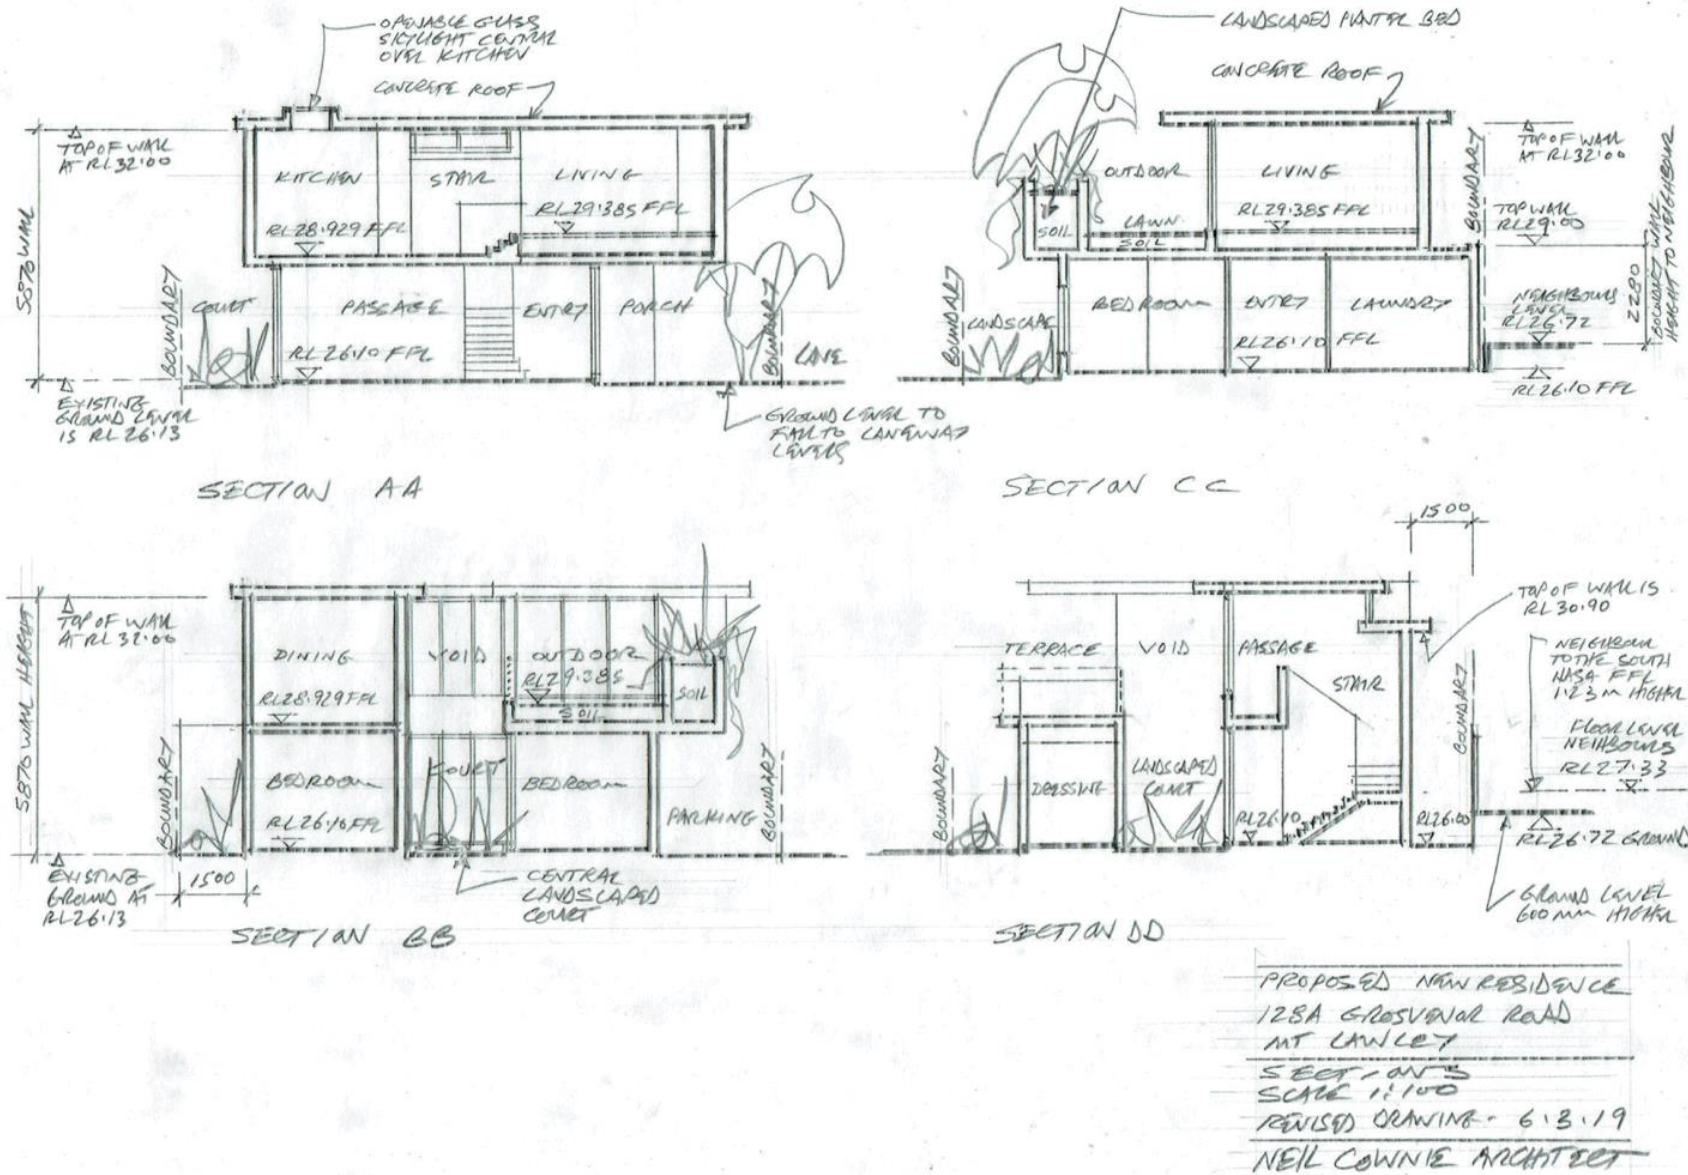 OPENABLE GLASS
SKYLIGHT CENTRAL
OVER KITCHEN
CONCRETE ROOF
TOP OF WALL
AT RL 32.00
KITCHEN
STAIR
LIVING
RL 28.929 FFL
RL 29.385 FFL
5870 WALL
BOUNDARY
COURT
PASSAGE
ENTRY
PORCH
BOUNDARY
LANE
RL 26.10 FFL
EXISTING
GROUND LEVEL
IS RL 26.13
GROUND LEVEL TO
FALL TO LANEWAY
LEVELS
SECTION AA
LANDSCAPED PLANTER BED
CONCRETE ROOF
TOP OF WALL
AT RL 32.00
OUTDOOR
LIVING
RL 29.385 FFL
SOIL
LAWN
SOIL
BOUNDARY
TOP WALL
RL 29.00
BOUNDARY WALL
HEIGHT TO NEIGHBOUR
2280
BOUNDARY
LANDSCAPE
BEDROOM
ENTRY
LAUNDRY
RL 26.10 FFL
NEIGHBOURS
LEVEL
RL 26.72
RL 26.10 FFL
SECTION CC
5870 WALL HEIGHT
TOP OF WALL
AT RL 32.00
DINING
VOID
OUTDOOR
RL 29.385
RL 28.929 FFL
SOIL
SOIL
BOUNDARY
BEDROOM
COURT
BEDROOM
PARKING
BOUNDARY
RL 26.10 FFL
EXISTING
GROUND AT
RL 26.13
1500
CENTRAL
LANDSCAPED
COURT
SECTION BB
1500
TOP OF WALL IS
RL 30.90
TERRACE
VOID
PASSAGE
STAIR
NEIGHBOUR
TO THE SOUTH
HAS A FFL
1.23 m HIGHER
BOUNDARY
FLOOR LEVEL
NEIHBOURS
RL 27.33
BOUNDARY
DRESSING
LANDSCAPED
COURT
RL 26.10
RL 26.00
RL 26.72 GROUND
GROUND LEVEL
600mm HIGHER
SECTION DD
PROPOSED NEW RESIDENCE
128A GROSVENOR ROAD
MT LAWLEY
SECTIONS
SCALE 1:100
REVISED DRAWING - 6.3.19
NEIL COWNIE ARCHITECT